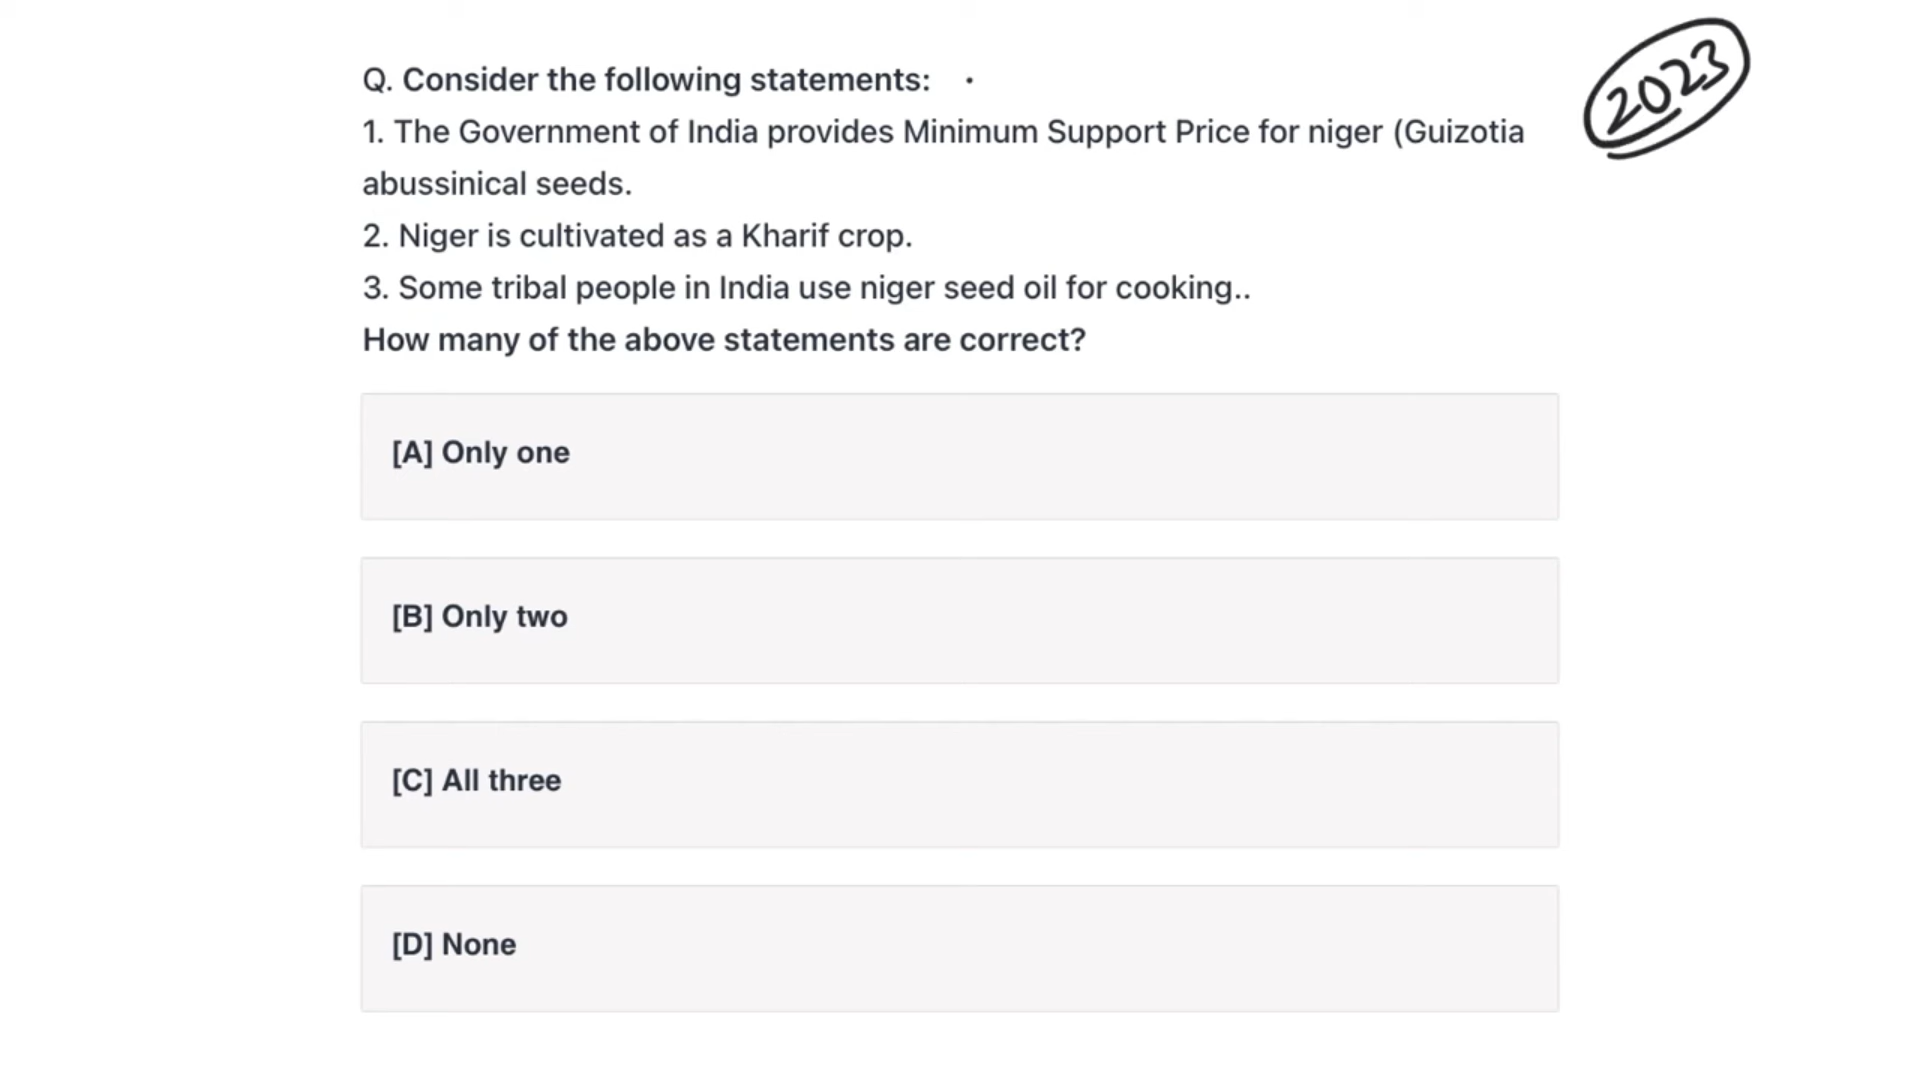 Q. Consider the following statements:
2023
1. The Government of India provides Minimum Support Price for niger (Guizotia
abussinical seeds.
2. Niger is cultivated as a Kharif crop.
3. Some tribal people in India use niger seed oil for cooking..
How many of the above statements are correct?
[A] Only one
[B] Only two
[C] All three
[D] None